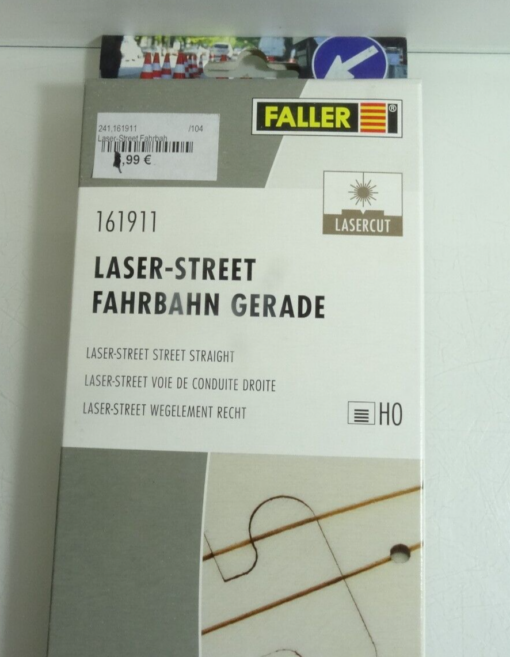 FALLER
241,161911 /104
Laser-Street Fahrbah
,99 €
LASERCUT
161911
LASER-STREET
FAHRBAHN GERADE
LASER-STREET STREET STRAIGHT
LASER-STREET VOIE DE CONDUITE DROITE
LASER-STREET WEGELEMENT RECHT
HO